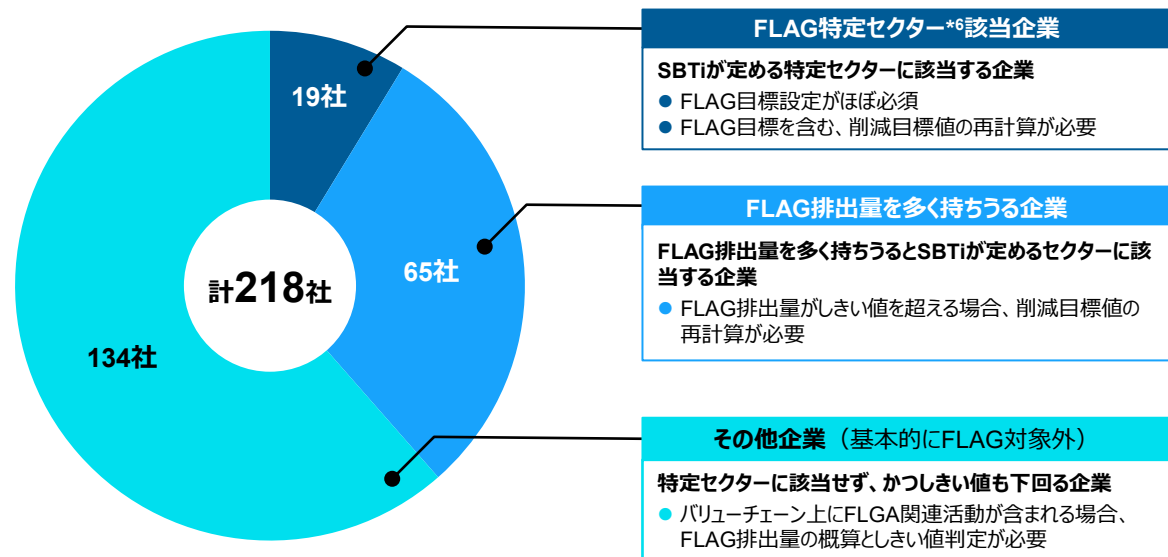 19社
65社
134社
計218社
FLAG特定セクター*6該当企業
SBTiが定める特定セクターに該当する企業
● FLAG目標設定がほぼ必須
● FLAG目標を含む、削減目標値の再計算が必要
FLAG排出量を多く持ちうる企業
FLAG排出量を多く持ちうるとSBTiが定めるセクターに該
当する企業
● FLAG排出量がしきい値を超える場合、削減目標値の
再計算が必要
その他企業（基本的にFLAG対象外）
特定セクターに該当せず、かつしきい値も下回る企業
● バリューチェーン上にFLGA関連活動が含まれる場合、
FLAG排出量の概算としきい値判定が必要